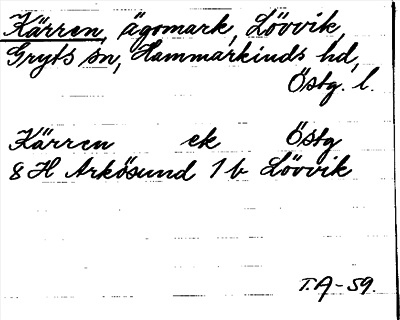 Kärren, ägomark, Lövvik,
Gryts sn, Hammarkinds hd,
Östg. l.
Kärren ek Östg
8 H Arkösund 1 b Lövvik
T.A-59.